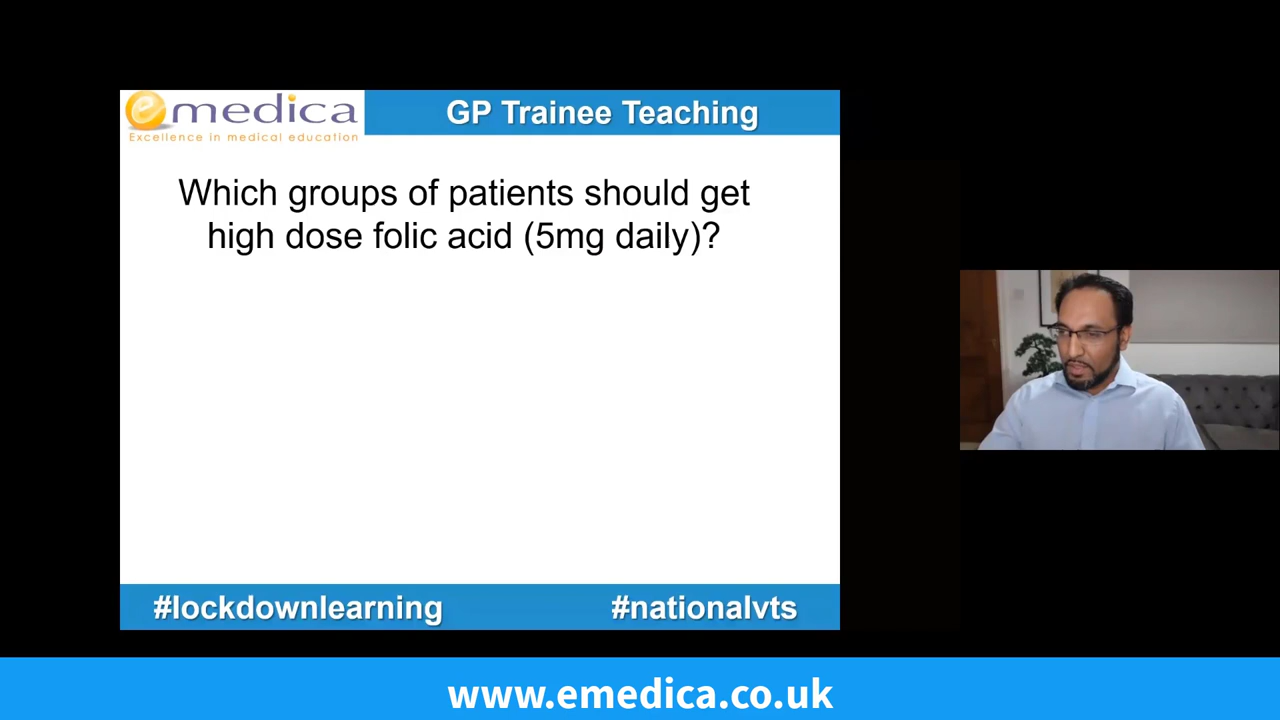 emedica
Excellence in medical education
GP Trainee Teaching
Which groups of patients should get
high dose folic acid (5mg daily)?
#lockdownlearning
#nationalvts
www.emedica.co.uk